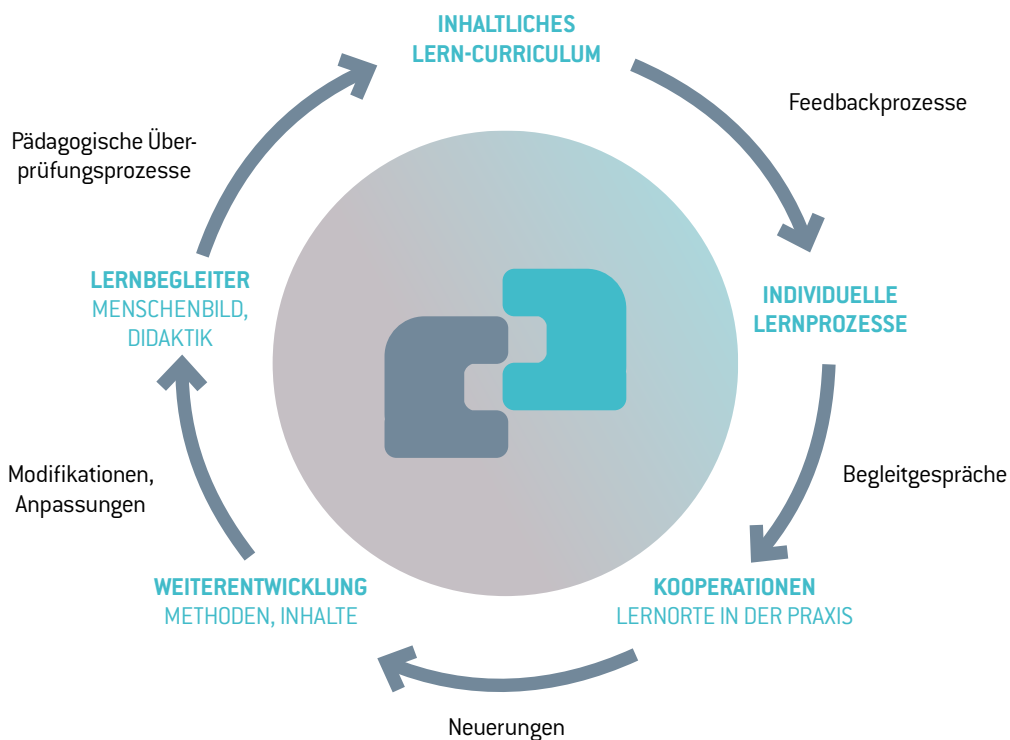 INHALTLICHES
LERN-CURRICULUM
Feedbackprozesse
INDIVIDUELLE
LERNPROZESSE
Begleitgespräche
KOOPERATIONEN
LERNORTE IN DER PRAXIS
Neuerungen
WEITERENTWICKLUNG
METHODEN, INHALTE
Modifikationen,
Anpassungen
LERNBEGLEITER
MENSCHENBILD,
DIDAKTIK
Pädagogische Über-
prüfungsprozesse